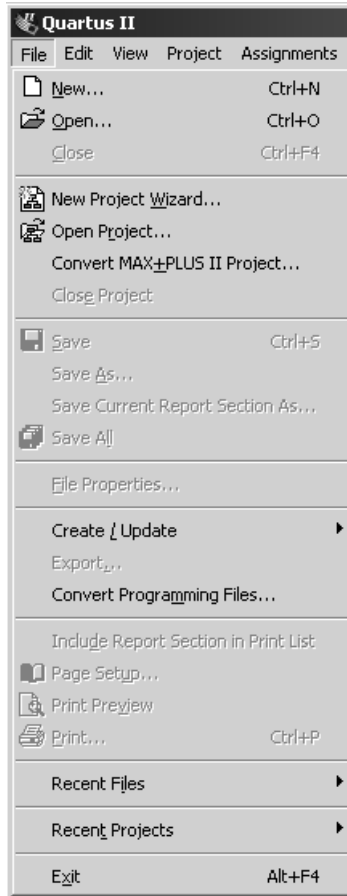 Quartus II
File Edit View Project Assignments
New... Ctrl+N
Open... Ctrl+O
Close Ctrl+F4
New Project Wizard...
Open Project...
Convert MAX+PLUS II Project...
Close Project
Save Ctrl+S
Save As...
Save Current Report Section As...
Save All
File Properties...
Create / Update
Export...
Convert Programming Files...
Include Report Section in Print List
Page Setup...
Print Preview
Print... Ctrl+P
Recent Files
Recent Projects
Exit Alt+F4